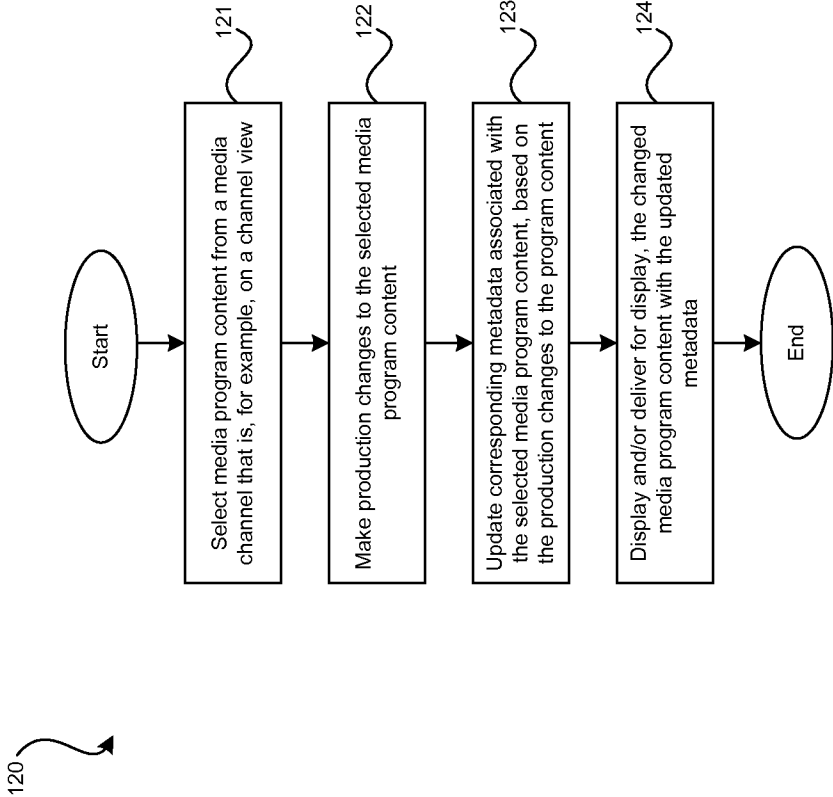 120
Start
Select media program content from a media
channel that is, for example, on a channel view
121
Make production changes to the selected media
program content
122
Update corresponding metadata associated with
the selected media program content, based on
the production changes to the program content
123
Display and/or deliver for display, the changed
media program content with the updated
metadata
124
End